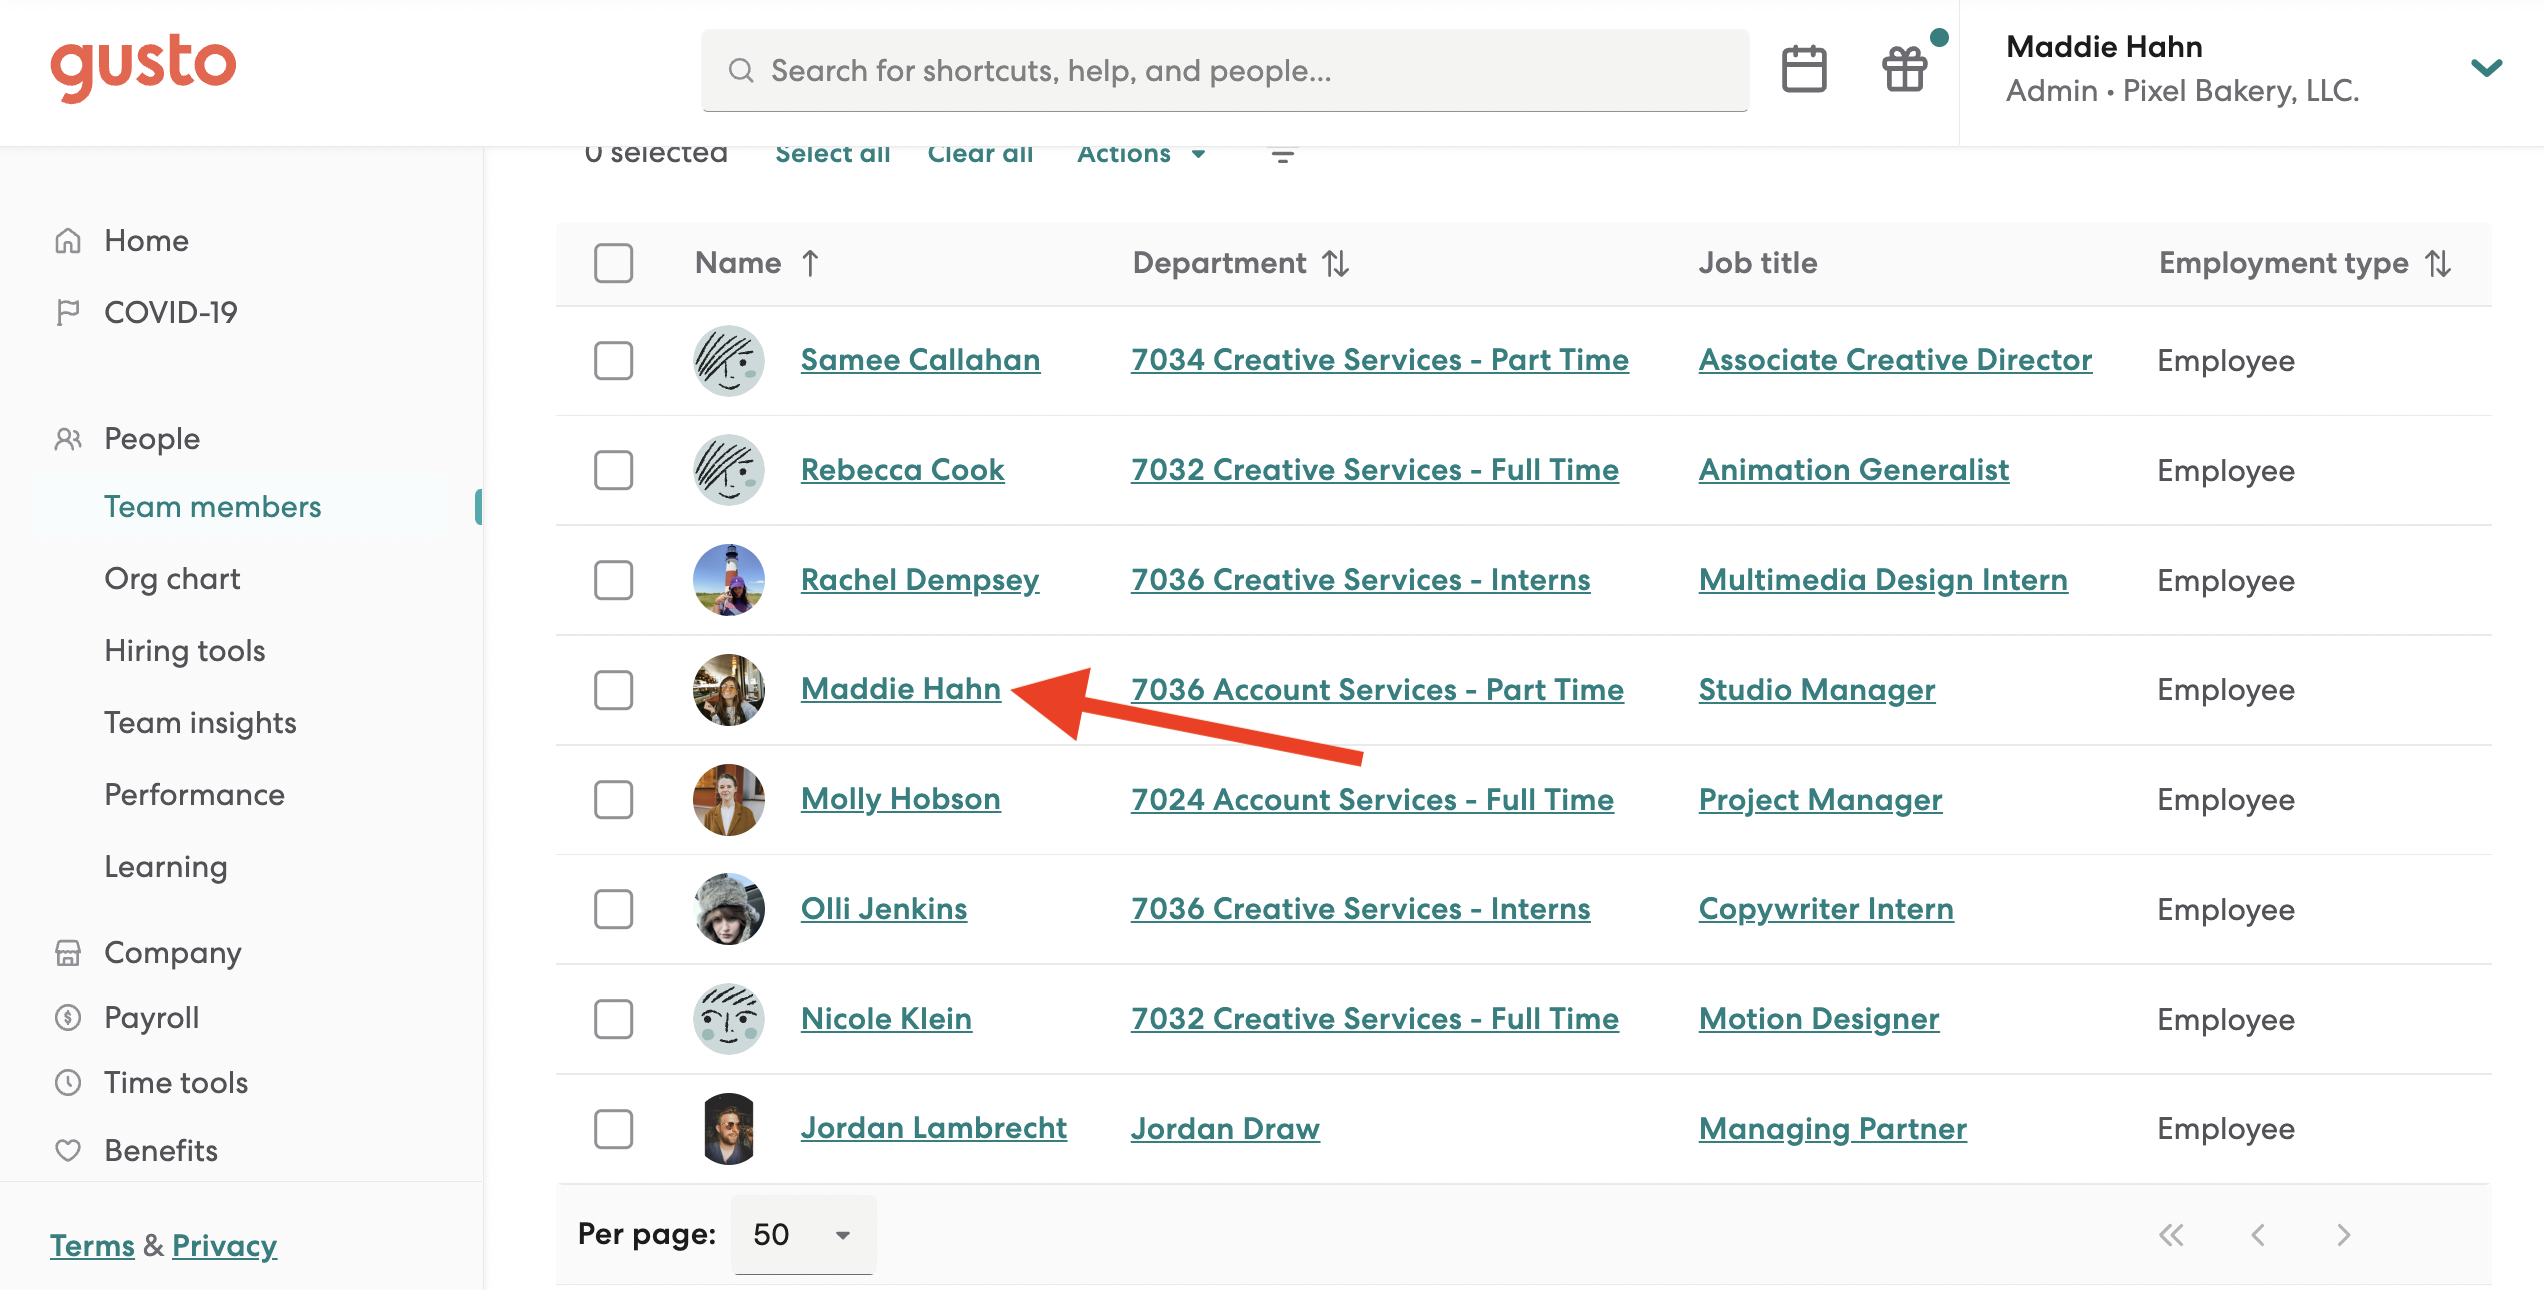 gusto
Search for shortcuts, help, and people...
Maddie Hahn
Admin • Pixel Bakery, LLC.
0 selected Select all Clear all Actions
Home
COVID-19
People
Team members
Org chart
Hiring tools
Team insights
Performance
Learning
Company
Payroll
Time tools
Benefits
Terms & Privacy
Name Department Job title Employment type
Samee Callahan 7034 Creative Services - Part Time Associate Creative Director Employee
Rebecca Cook 7032 Creative Services - Full Time Animation Generalist Employee
Rachel Dempsey 7036 Creative Services - Interns Multimedia Design Intern Employee
Maddie Hahn 7036 Account Services - Part Time Studio Manager Employee
Molly Hobson 7024 Account Services - Full Time Project Manager Employee
Olli Jenkins 7036 Creative Services - Interns Copywriter Intern Employee
Nicole Klein 7032 Creative Services - Full Time Motion Designer Employee
Jordan Lambrecht Jordan Draw Managing Partner Employee
Per page: 50